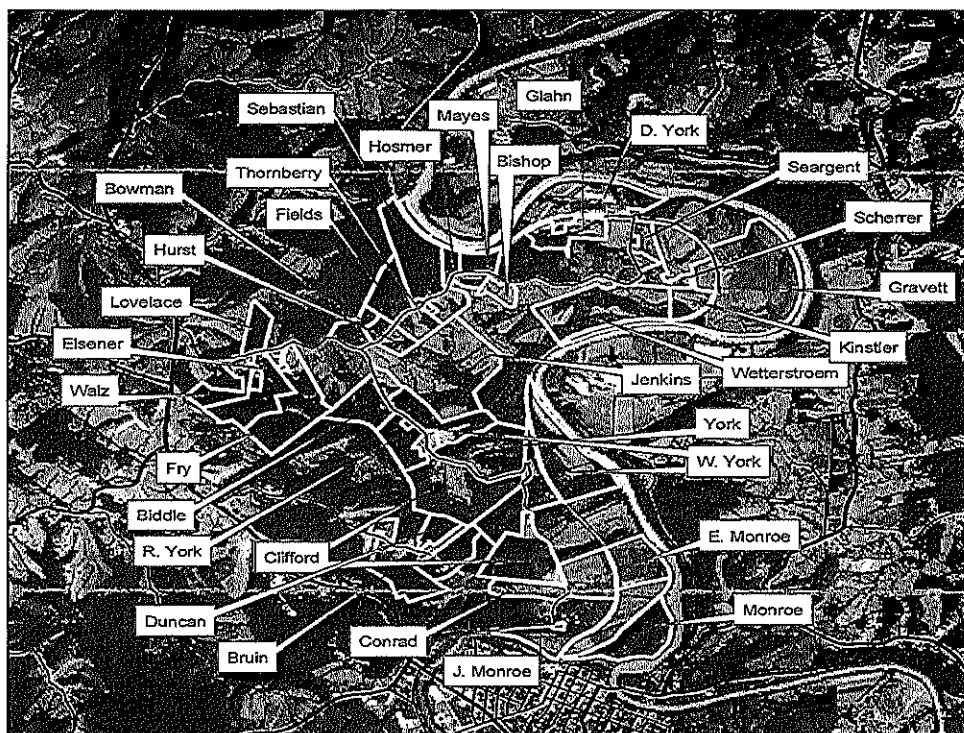 Glahn
Sebastian
Mayes
D. York
Hosmer
Bishop
Thornberry
Seargent
Bowman
Fields
Scherrer
Hurst
Gravett
Lovelace
Elsener
Kinstler
Walz
Jenkins
Wetterstroem
York
Fry
W. York
Biddle
R. York
Clifford
E. Monroe
Duncan
Monroe
Bruin
Conrad
J. Monroe